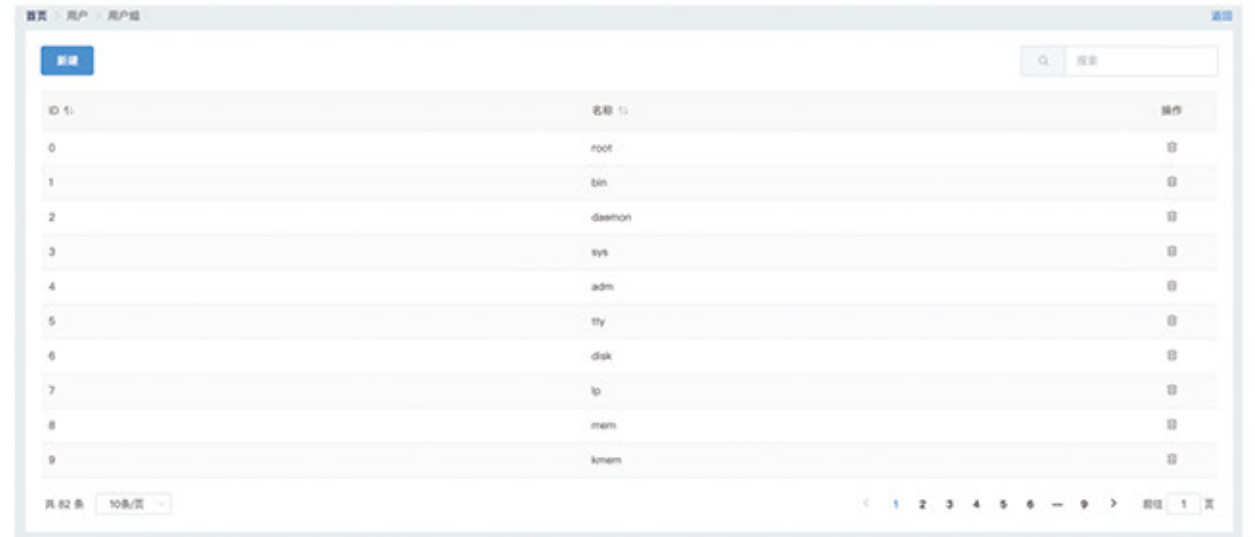 首页 > 用户 > 用户组 返回
新建 搜索
ID 名称 操作
0 root
1 bin
2 daemon
3 sys
4 adm
5 tty
6 disk
7 lp
8 mem
9 kmem
共 82 条 10条/页 < 1 2 3 4 5 6 ••• 9 > 前往 1 页